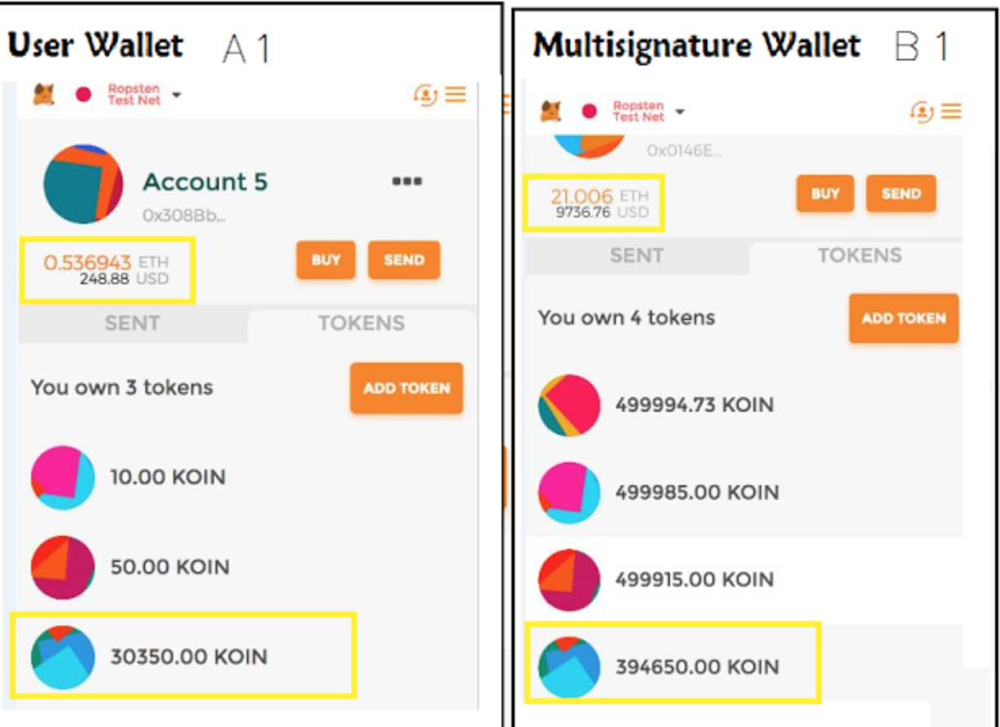 User Wallet A 1
Ropsten
Test Net
Account 5
0x308Bb...
0.536943 ETH
248.88 USD
BUY
SEND
SENT
TOKENS
You own 3 tokens
ADD TOKEN
10.00 KOIN
50.00 KOIN
30350.00 KOIN
Multisignature Wallet B 1
Ropsten
Test Net
0x0146E...
21.006 ETH
9736.76 USD
BUY
SEND
SENT
TOKENS
You own 4 tokens
ADD TOKEN
499994.73 KOIN
499985.00 KOIN
499915.00 KOIN
394650.00 KOIN